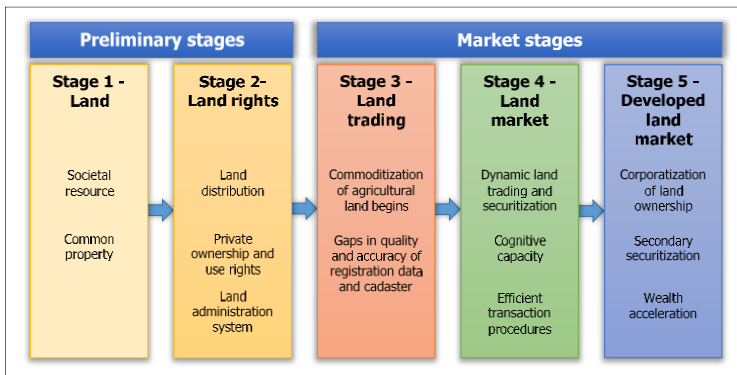 Preliminary stages
Market stages
Stage 1 -
Land
Societal
resource
Common
property
Stage 2-
Land rights
Land
distribution
Private
ownership and
use rights
Land
administration
system
Stage 3 -
Land
trading
Commoditization
of agricultural
land begins
Gaps in quality
and accuracy of
registration data
and cadaster
Stage 4 -
Land
market
Dynamic land
trading and
securitization
Cognitive
capacity
Efficient
transaction
procedures
Stage 5 -
Developed
land
market
Corporatization
of land
ownership
Secondary
securitization
Wealth
acceleration